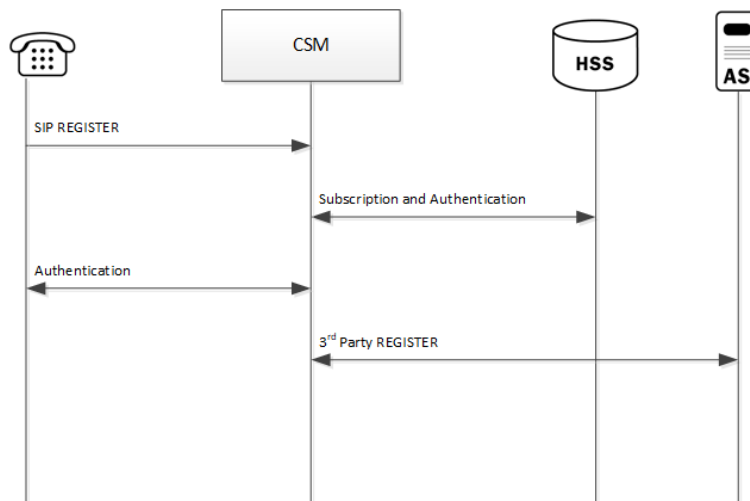 CSM
HSS
AS
SIP REGISTER
Subscription and Authentication
Authentication
3rd Party REGISTER